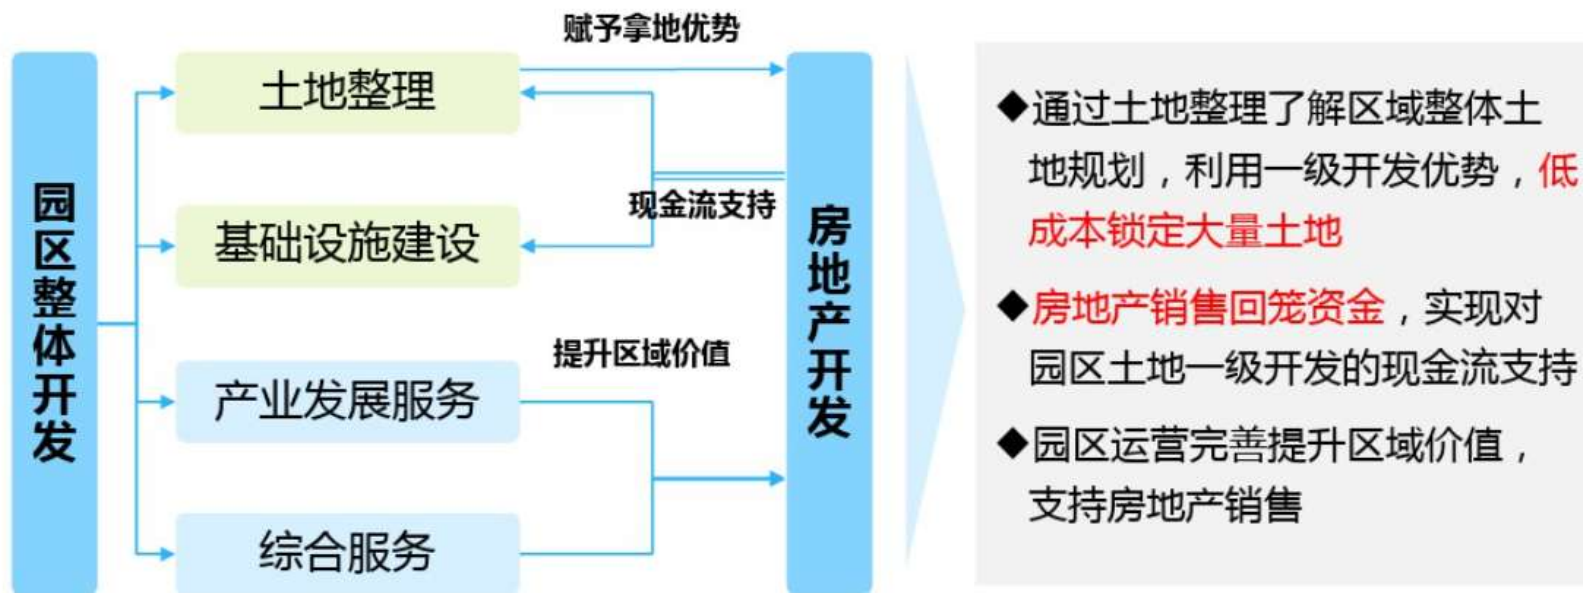 园区整体开发
土地整理
基础设施建设
产业发展服务
综合服务
赋予拿地优势
现金流支持
提升区域价值
房地产开发
◆通过土地整理了解区域整体土
地规划，利用一级开发优势，低
成本锁定大量土地
◆房地产销售回笼资金，实现对
园区土地一级开发的现金流支持
◆园区运营完善提升区域价值，
支持房地产销售